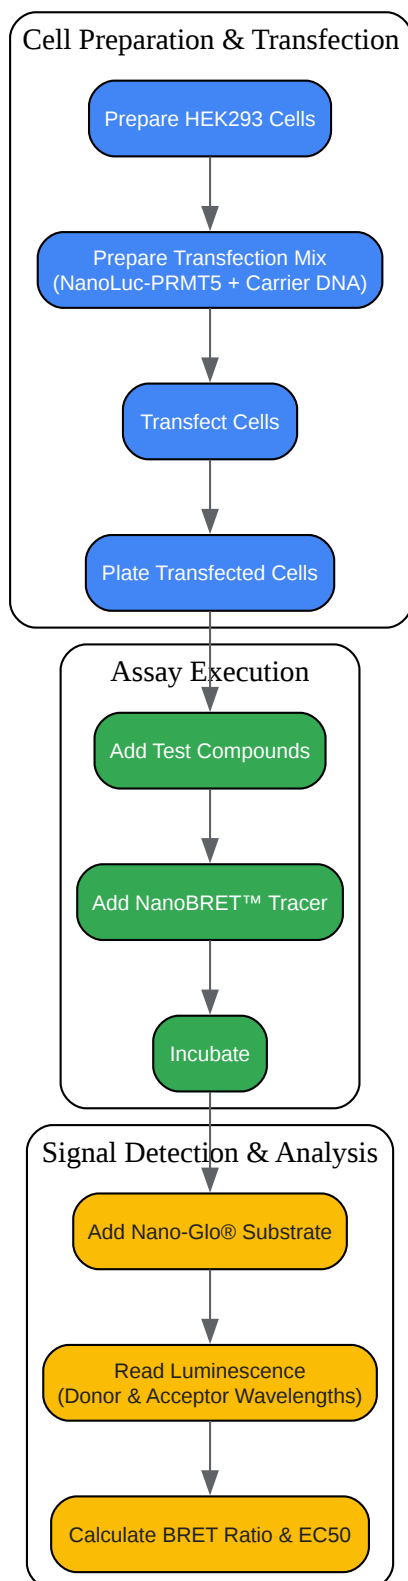 Cell Preparation & Transfection
Prepare HEK293 Cells
Prepare Transfection Mix
(NanoLuc-PRMT5 + Carrier DNA)
Transfect Cells
Plate Transfected Cells
Assay Execution
Add Test Compounds
Add NanoBRET™ Tracer
Incubate
Signal Detection & Analysis
Add Nano-Glo® Substrate
Read Luminescence
(Donor & Acceptor Wavelengths)
Calculate BRET Ratio & EC50